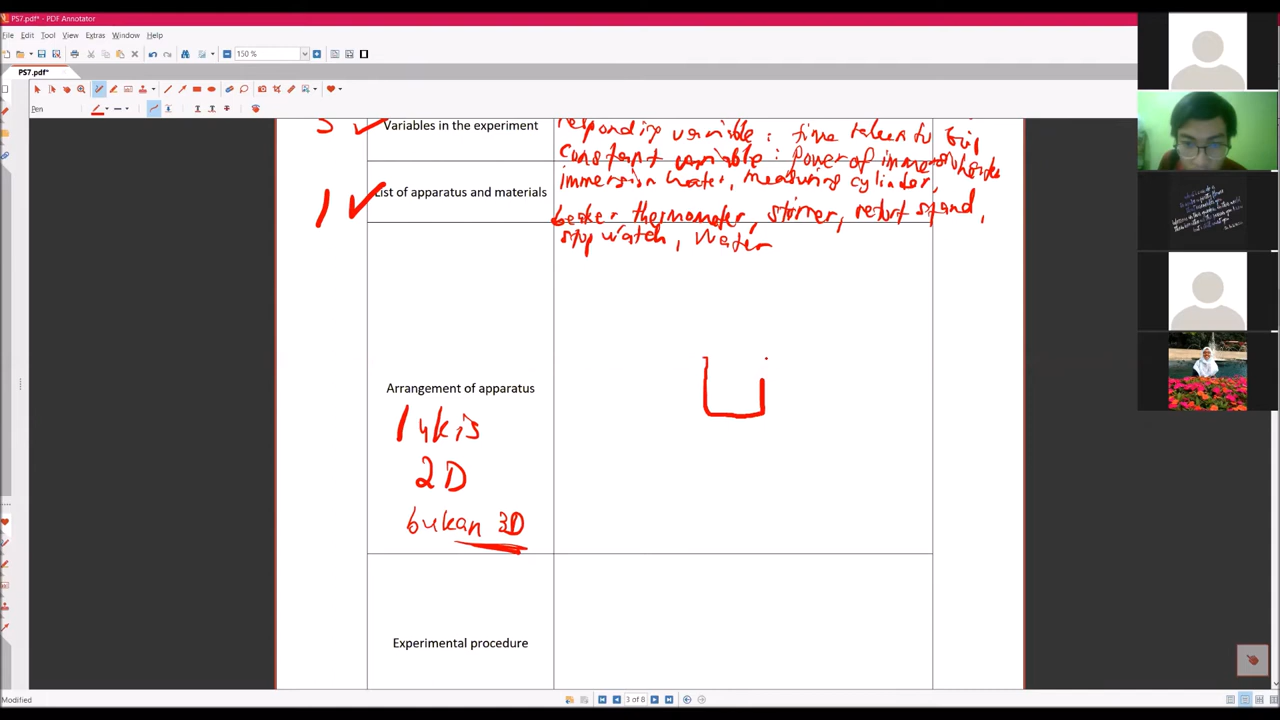 PS7.pdf* - PDF Annotator
File Edit Tool View Extras Window Help
150 %
PS7.pdf*
Pen
3 Variables in the experiment
responding variable : time taken to boil
constant variable : power of immersion heater
1 List of apparatus and materials
immersion heater, measuring cylinder,
beaker thermometer, stirrer, retort stand,
stopwatch, Water
Arrangement of apparatus
lukis
2D
bukan 3D
Experimental procedure
Modified
3 of 8